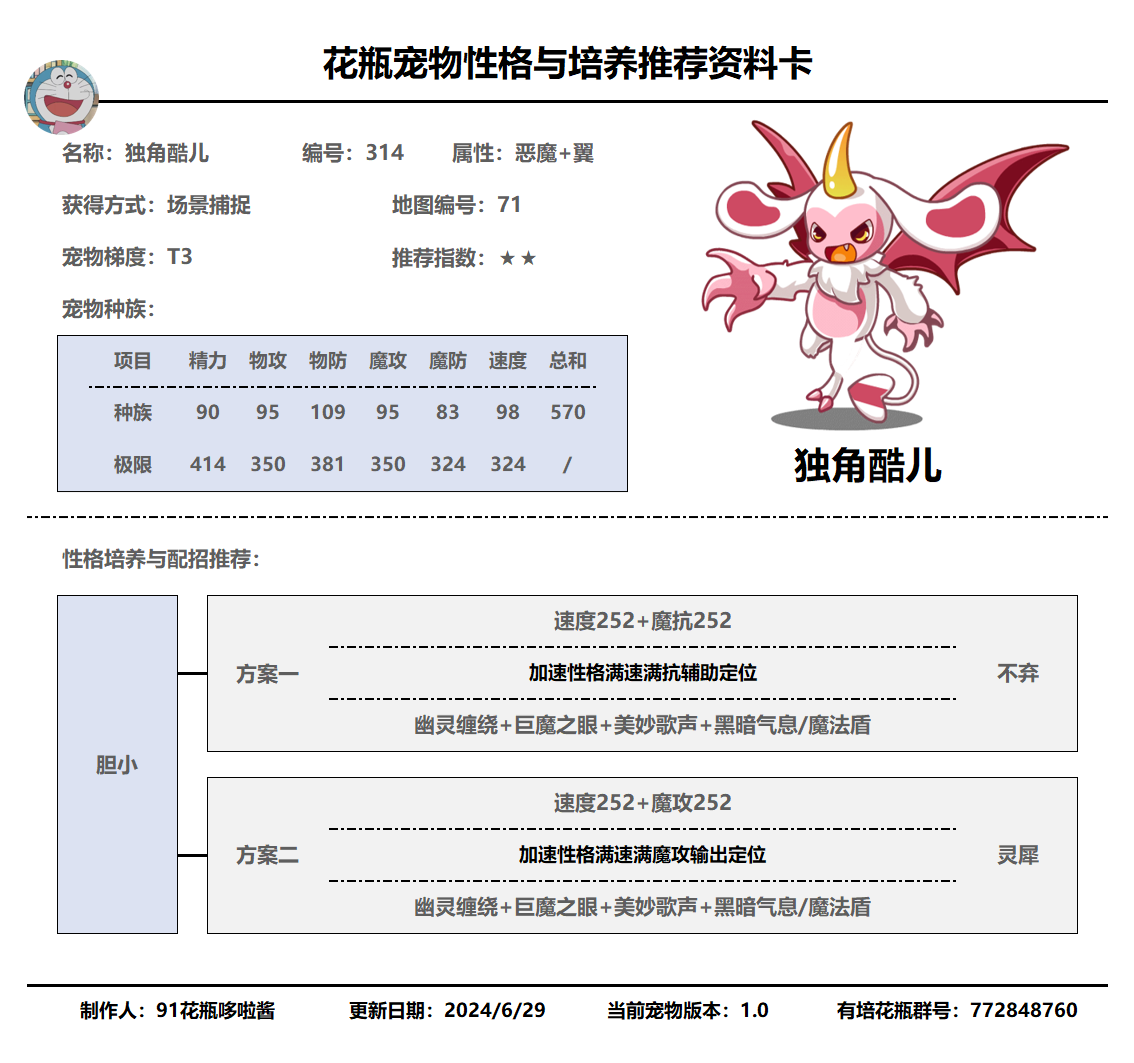 花瓶宠物性格与培养推荐资料卡
名称：独角酷儿 编号：314 属性：恶魔+翼
获得方式：场景捕捉 地图编号：71
宠物梯度：T3 推荐指数：★★
宠物种族：
项目 精力 物攻 物防 魔攻 魔防 速度 总和
种族 90 95 109 95 83 98 570
极限 414 350 381 350 324 324 /
独角酷儿
性格培养与配招推荐：
胆小
方案一
速度252+魔抗252
加速性格满速满抗辅助定位
幽灵缠绕+巨魔之眼+美妙歌声+黑暗气息/魔法盾
不弃
方案二
速度252+魔攻252
加速性格满速满魔攻输出定位
幽灵缠绕+巨魔之眼+美妙歌声+黑暗气息/魔法盾
灵犀
制作人：91花瓶哆啦酱 更新日期：2024/6/29 当前宠物版本：1.0 有培花瓶群号：772848760